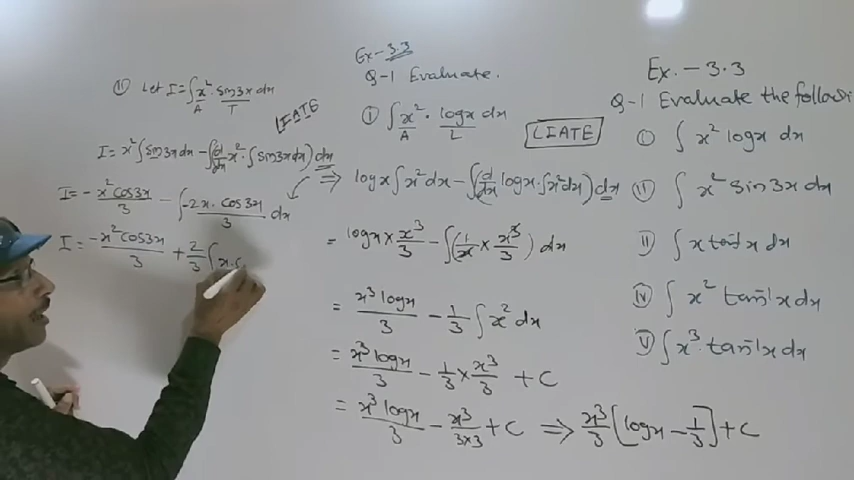 (ii) Let I = ∫ x² · sin3x dx
A T
LIATE
I = x² ∫ sin3x dx − ∫ (d/dx x² · ∫ sin3x dx) dx
I = − x² cos3x / 3 − ∫ −2x · cos3x / 3 dx
I = −x² cos3x / 3 + 2/3 ∫ x · c
Ex – 3.3
Q-1 Evaluate.
(i) ∫ x² · logx dx
A L
LIATE
⇒ logx ∫ x² dx − ∫ (d/dx logx · ∫ x² dx) dx
= logx × x³/3 − ∫ (1/x × x³/3) dx
= x³ logx / 3 − 1/3 ∫ x² dx
= x³ logx / 3 − 1/3 × x³/3 + C
= x³ logx / 3 − x³ / 3×3 + C ⇒ x³/3 [logx − 1/3] + C
Ex. – 3.3
Q-1 Evaluate the followi
(i) ∫ x² logx dx
(ii) ∫ x² sin3x dx
(ii) ∫ x tan⁻¹x dx
(iv) ∫ x² tan⁻¹x dx
(v) ∫ x³ · tan⁻¹x dx